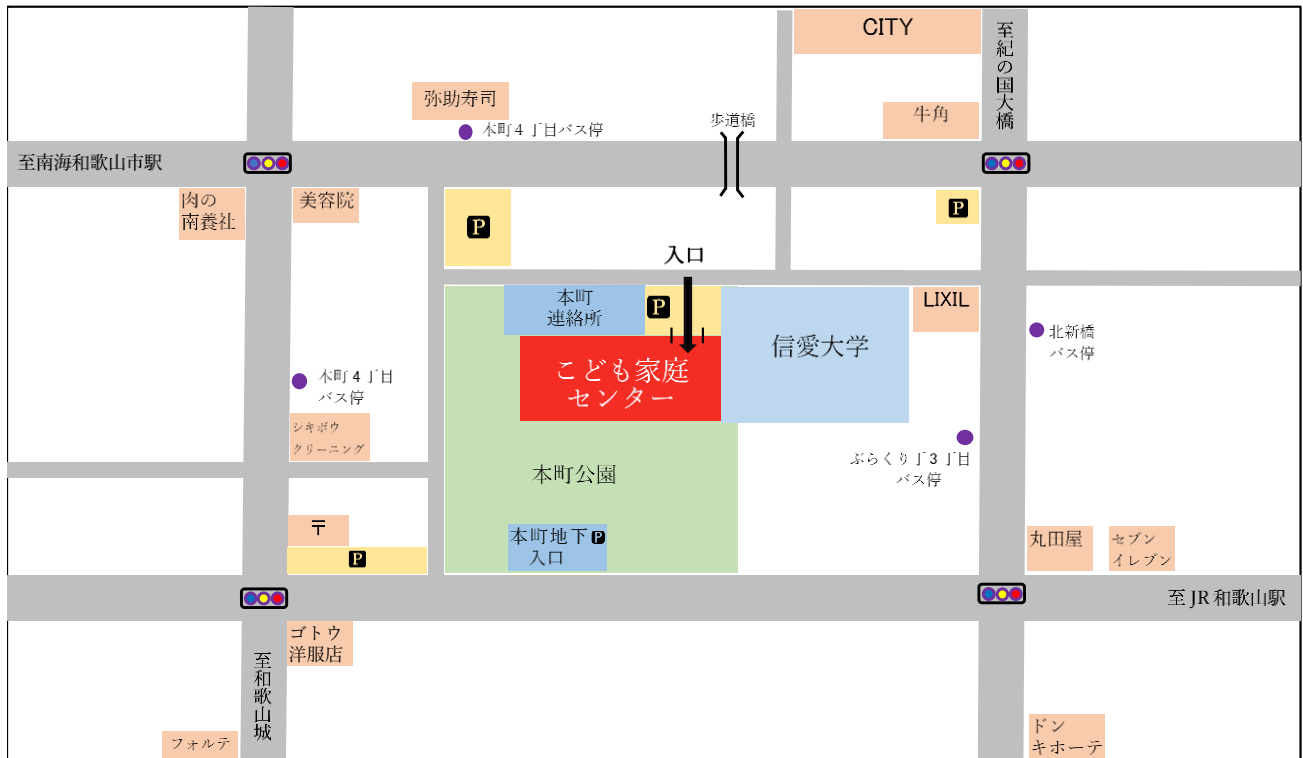 CITY
至紀の国大橋
弥助寿司
本町4丁目バス停
歩道橋
牛角
至南海和歌山市駅
肉の
南養社
美容院
P
P
入口
本町
連絡所
P
LIXIL
信愛大学
北新橋
バス停
こども家庭
センター
本町4丁目
バス停
シキボウ
クリーニング
ぶらくり丁3丁目
バス停
本町公園
〒
P
本町地下P
入口
丸田屋
セブン
イレブン
至JR和歌山駅
ゴトウ
洋服店
至和歌山城
フォルテ
ドン
キホーテ